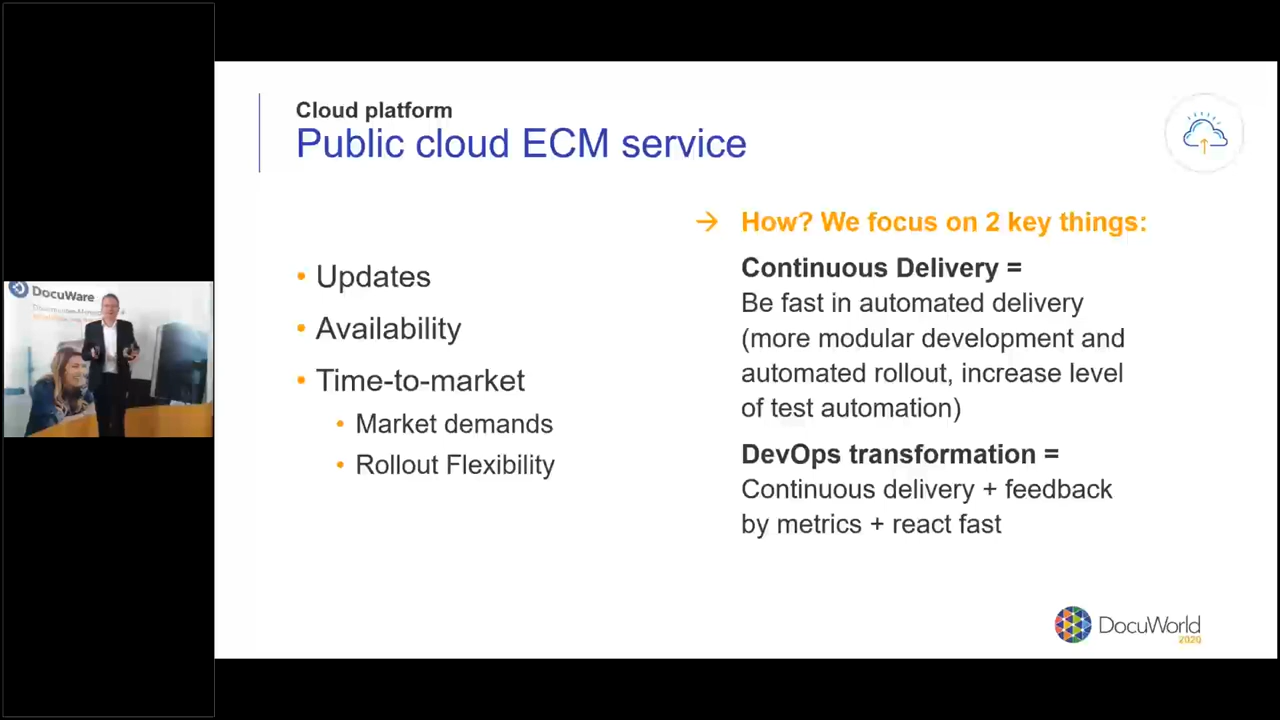 Cloud platform
Public cloud ECM service
• Updates
• Availability
• Time-to-market
• Market demands
• Rollout Flexibility
→ How? We focus on 2 key things:
Continuous Delivery =
Be fast in automated delivery
(more modular development and
automated rollout, increase level
of test automation)
DevOps transformation =
Continuous delivery + feedback
by metrics + react fast
DocuWorld
2020
DocuWare